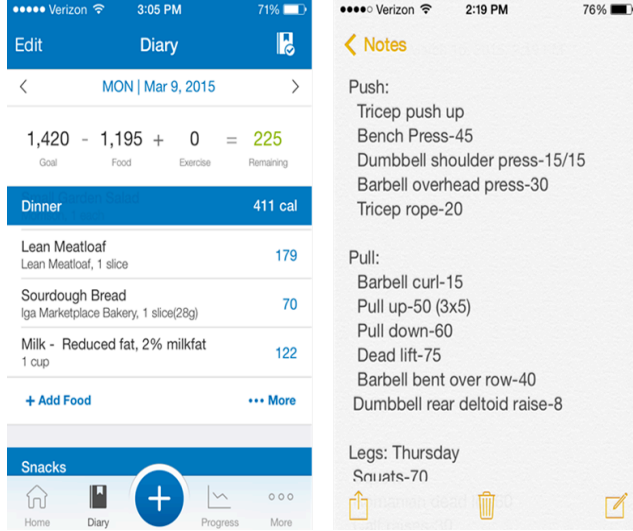 Verizon 3:05 PM 71%
Edit Diary
MON | Mar 9, 2015
1,420 - 1,195 + 0 = 225
Goal Food Exercise Remaining
Small Garden Salad
Dinner 411 cal
Lean Meatloaf
Lean Meatloaf, 1 slice
179
Sourdough Bread
Iga Marketplace Bakery, 1 slice(28g)
70
Milk - Reduced fat, 2% milkfat
1 cup
122
+ Add Food ••• More
Snacks
Home Diary + Progress More
Verizon 2:19 PM 76%
Notes
Push:
Tricep push up
Bench Press-45
Dumbbell shoulder press-15/15
Barbell overhead press-30
Tricep rope-20
Pull:
Barbell curl-15
Pull up-50 (3x5)
Pull down-60
Dead lift-75
Barbell bent over row-40
Dumbbell rear deltoid raise-8
Legs: Thursday
Squats-70